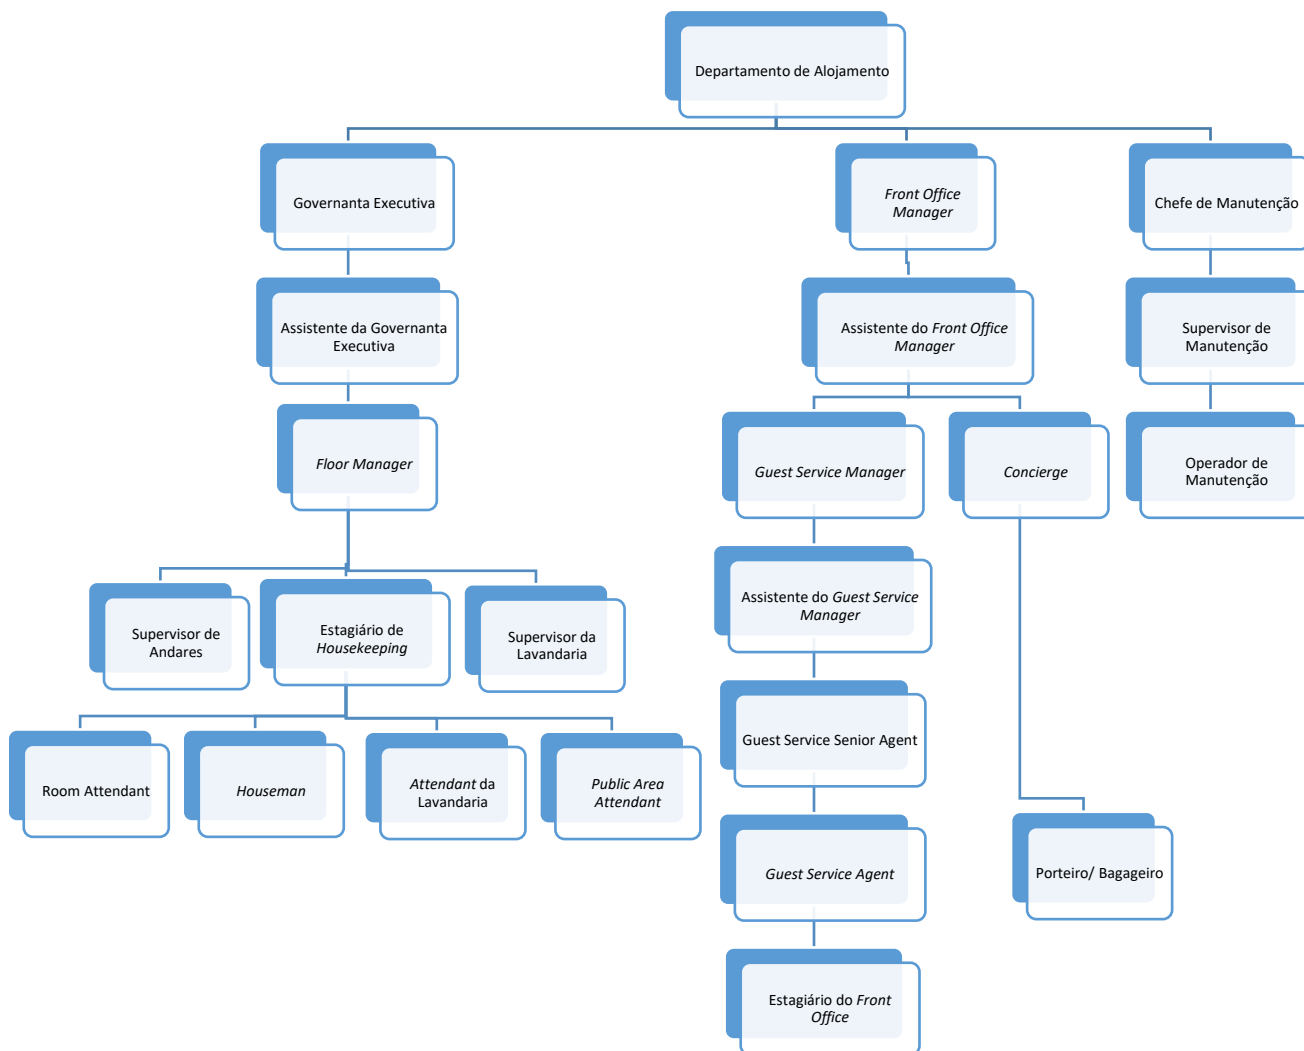 Departamento de Alojamento
Governanta Executiva
Front Office
Manager
Chefe de Manutenção
Assistente da Governanta
Executiva
Assistente do Front Office
Manager
Supervisor de
Manutenção
Floor Manager
Guest Service Manager
Concierge
Operador de
Manutenção
Supervisor de
Andares
Estagiário de
Housekeeping
Supervisor da
Lavandaria
Assistente do Guest Service
Manager
Room Attendant
Houseman
Attendant da
Lavandaria
Public Area
Attendant
Guest Service Senior Agent
Guest Service Agent
Porteiro/ Bagageiro
Estagiário do Front
Office